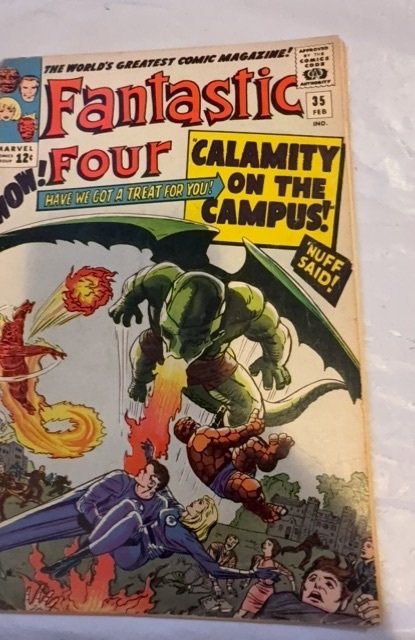 THE WORLD'S GREATEST COMIC MAGAZINE!
Fantastic
Four
APPROVED
BY THE
COMICS
CODE
AUTHORITY
35
FEB
IND.
MARVEL
COMICS
GROUP
12¢
WOW!
HAVE WE GOT A TREAT FOR YOU!
"CALAMITY
ON THE
CAMPUS!"
'NUFF
SAID!